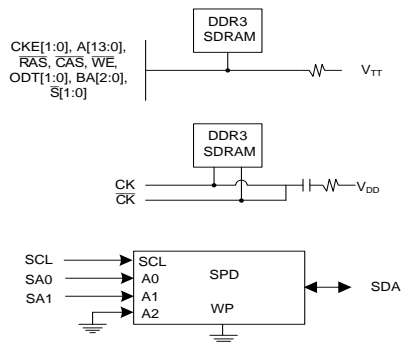 DDR3
SDRAM
CKE[1:0], A[13:0],
RAS, CAS, WE,
ODT[1:0], BA[2:0],
S[1:0]
VTT
DDR3
SDRAM
CK
CK
VDD
SCL
SCL
SA0
A0
SPD
SDA
SA1
A1
A2
WP